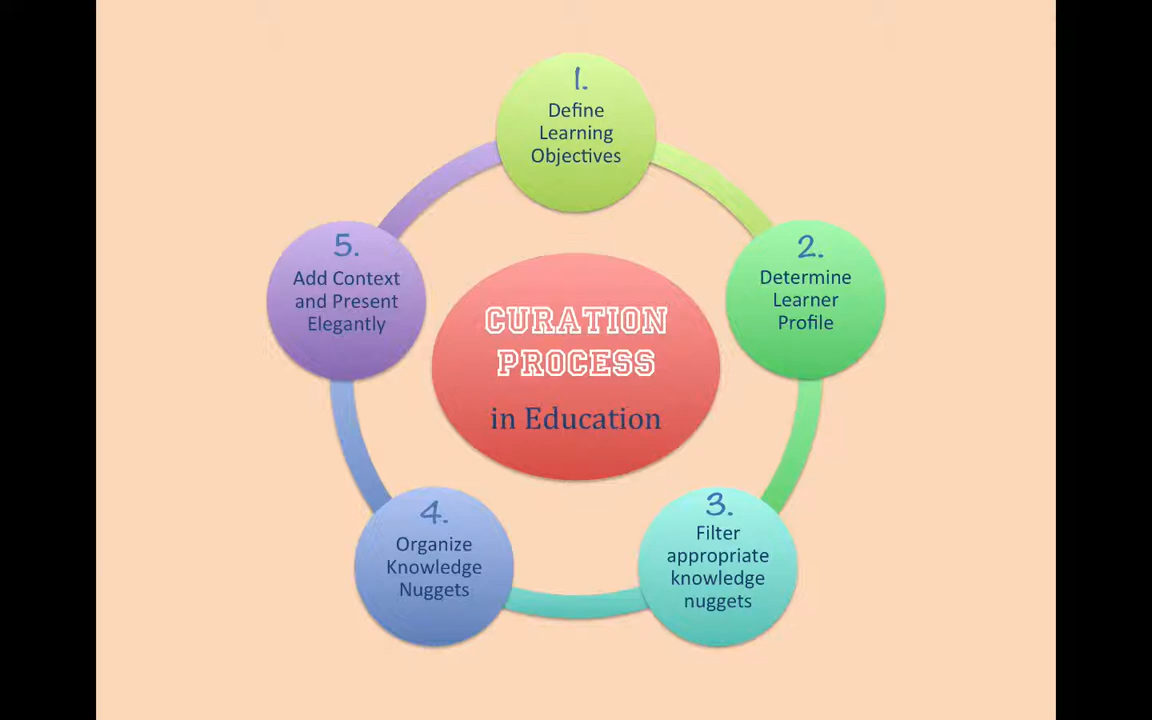 1.
Define
Learning
Objectives
2.
Determine
Learner
Profile
3.
Filter
appropriate
knowledge
nuggets
4.
Organize
Knowledge
Nuggets
5.
Add Context
and Present
Elegantly
CURATION
PROCESS
in Education